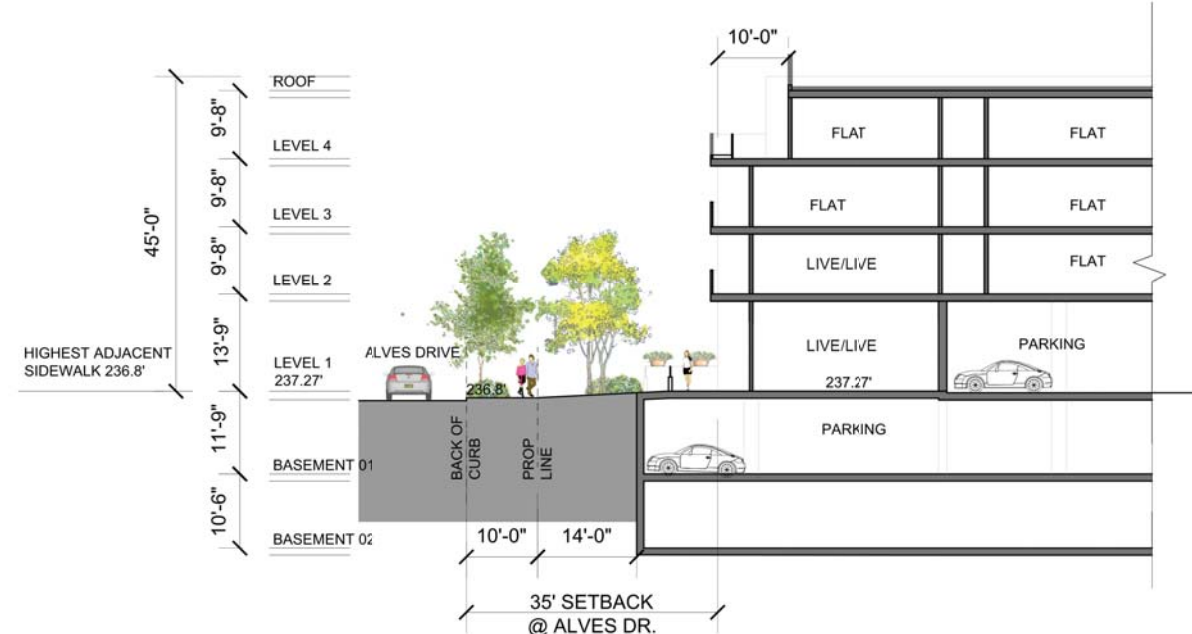 10'-0"
ROOF
9'-8"
FLAT
FLAT
LEVEL 4
9'-8"
LEVEL 3
FLAT
FLAT
45'-0"
9'-8"
LIVE/LIVE
FLAT
LEVEL 2
13'-9"
HIGHEST ADJACENT
SIDEWALK 236.8'
LEVEL 1
237.27'
ALVES DRIVE
236.8'
LIVE/LIVE
237.27'
PARKING
11'-9"
PARKING
BASEMENT 01
BACK OF
CURB
PROP
LINE
10'-6"
BASEMENT 02
10'-0"
14'-0"
35' SETBACK
@ ALVES DR.